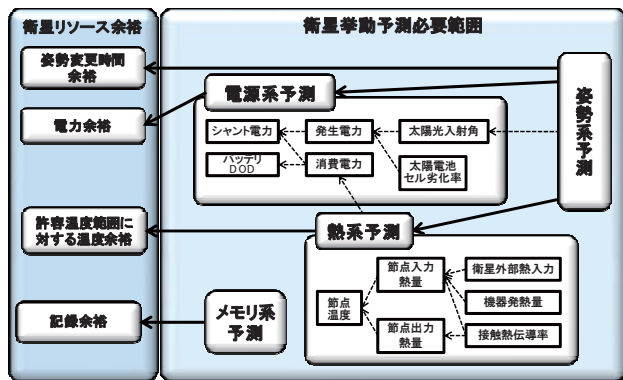 衛星リソース余裕
姿勢変更時間
余裕
電力余裕
許容温度範囲に
対する温度余裕
記録余裕
衛星挙動予測必要範囲
電源系予測
シャント電力
発生電力
太陽光入射角
バッテリ
DOD
消費電力
太陽電池
セル劣化率
姿勢系予測
熱系予測
節点
温度
節点入力
熱量
節点出力
熱量
衛星外部熱入力
機器発熱量
接触熱伝導率
メモリ系
予測